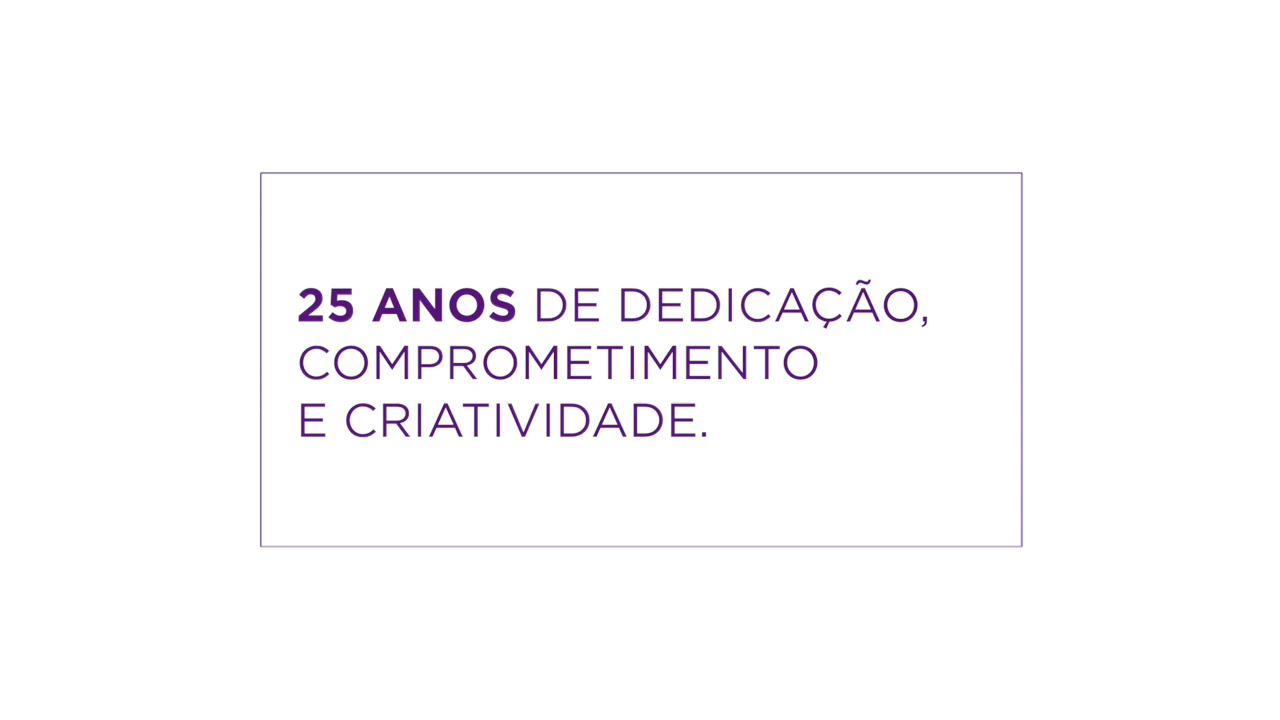 25 ANOS DE DEDICAÇÃO,
COMPROMETIMENTO
E CRIATIVIDADE.